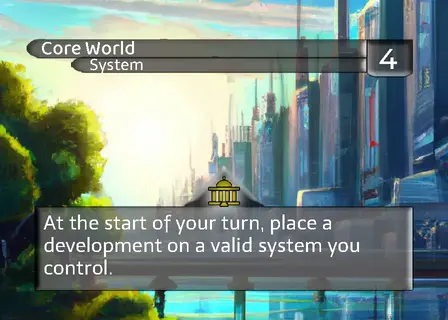 Core World
System
4
At the start of your turn, place a
development on a valid system you
control.